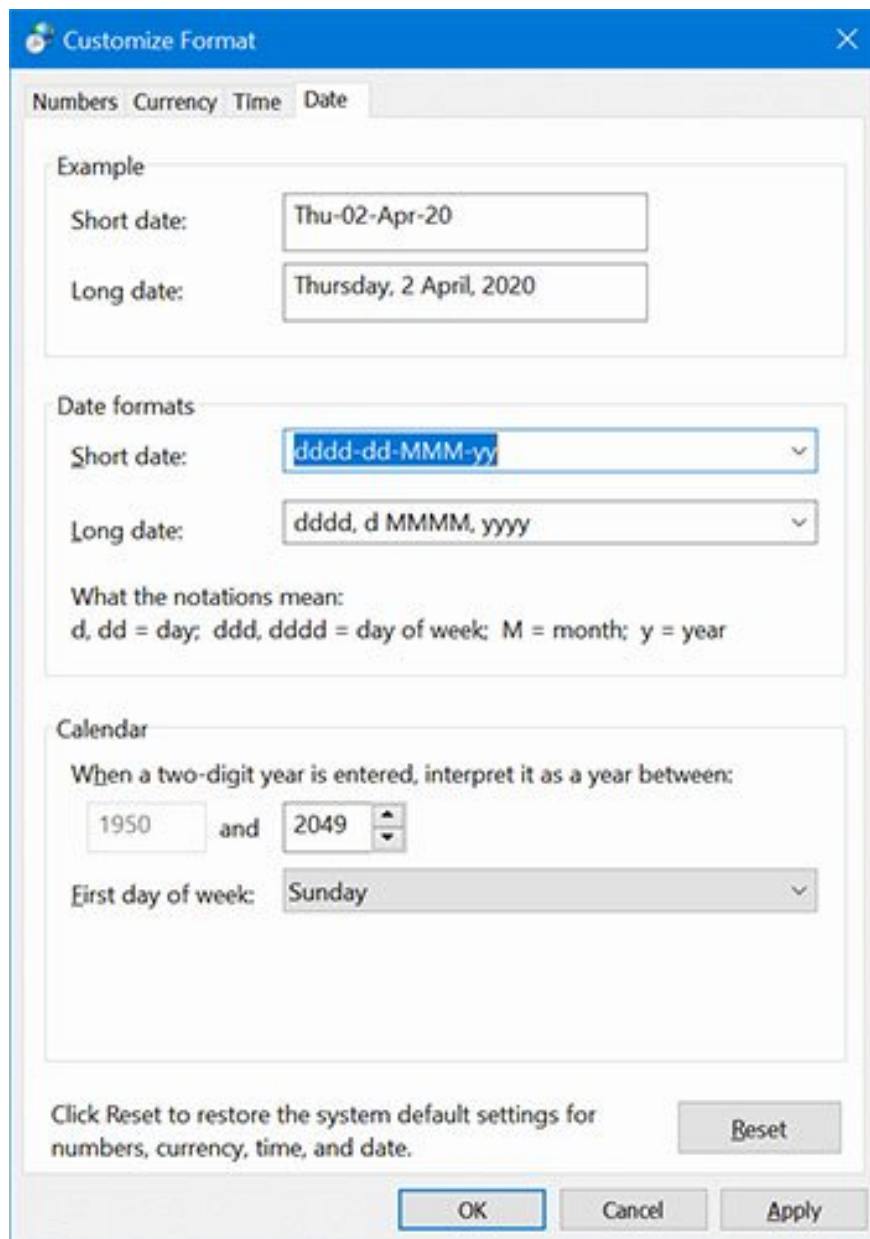 Customize Format
Numbers Currency Time Date
Example
Short date: Thu-02-Apr-20
Long date: Thursday, 2 April, 2020
Date formats
Short date: dddd-dd-MMM-yy
Long date: dddd, d MMMM, yyyy
What the notations mean:
d, dd = day; ddd, dddd = day of week; M = month; y = year
Calendar
When a two-digit year is entered, interpret it as a year between:
1950 and 2049
First day of week: Sunday
Click Reset to restore the system default settings for
numbers, currency, time, and date.
Reset
OK Cancel Apply